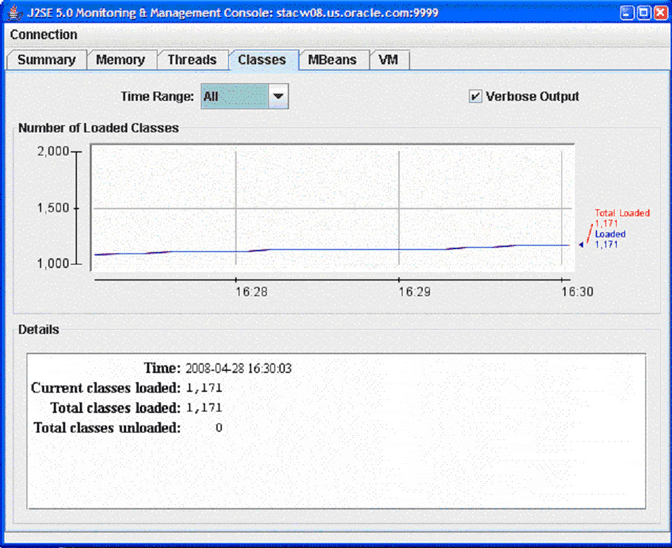 J2SE 5.0 Monitoring & Management Console: stacw08.us.oracle.com:9999
Connection
Summary Memory Threads Classes MBeans VM
Time Range: All Verbose Output
Number of Loaded Classes
2,000
1,500
1,000
Total Loaded
1,171
Loaded
1,171
16:28 16:29 16:30
Details
Time: 2008-04-28 16:30:03
Current classes loaded: 1,171
Total classes loaded: 1,171
Total classes unloaded: 0